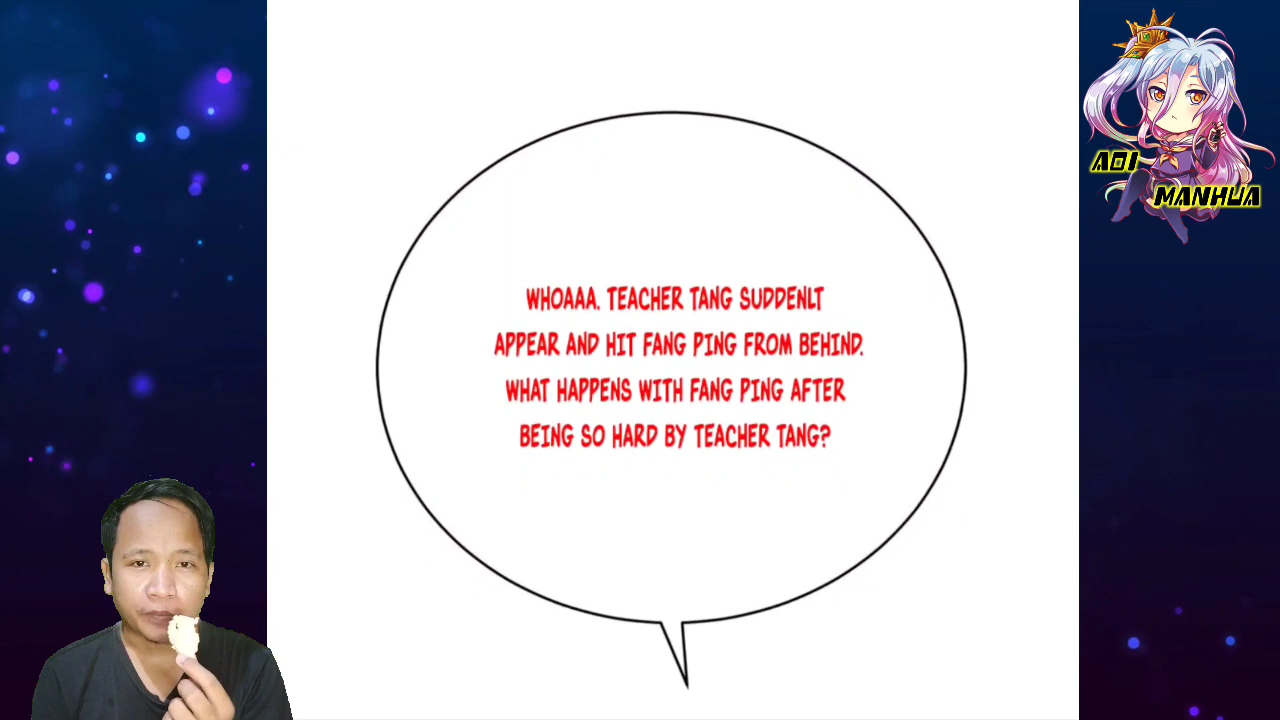 WHOAAA. TEACHER TANG SUDDENLT
APPEAR AND HIT FANG PING FROM BEHIND.
WHAT HAPPENS WITH FANG PING AFTER
BEING SO HARD BY TEACHER TANG?
AOI
MANHUA